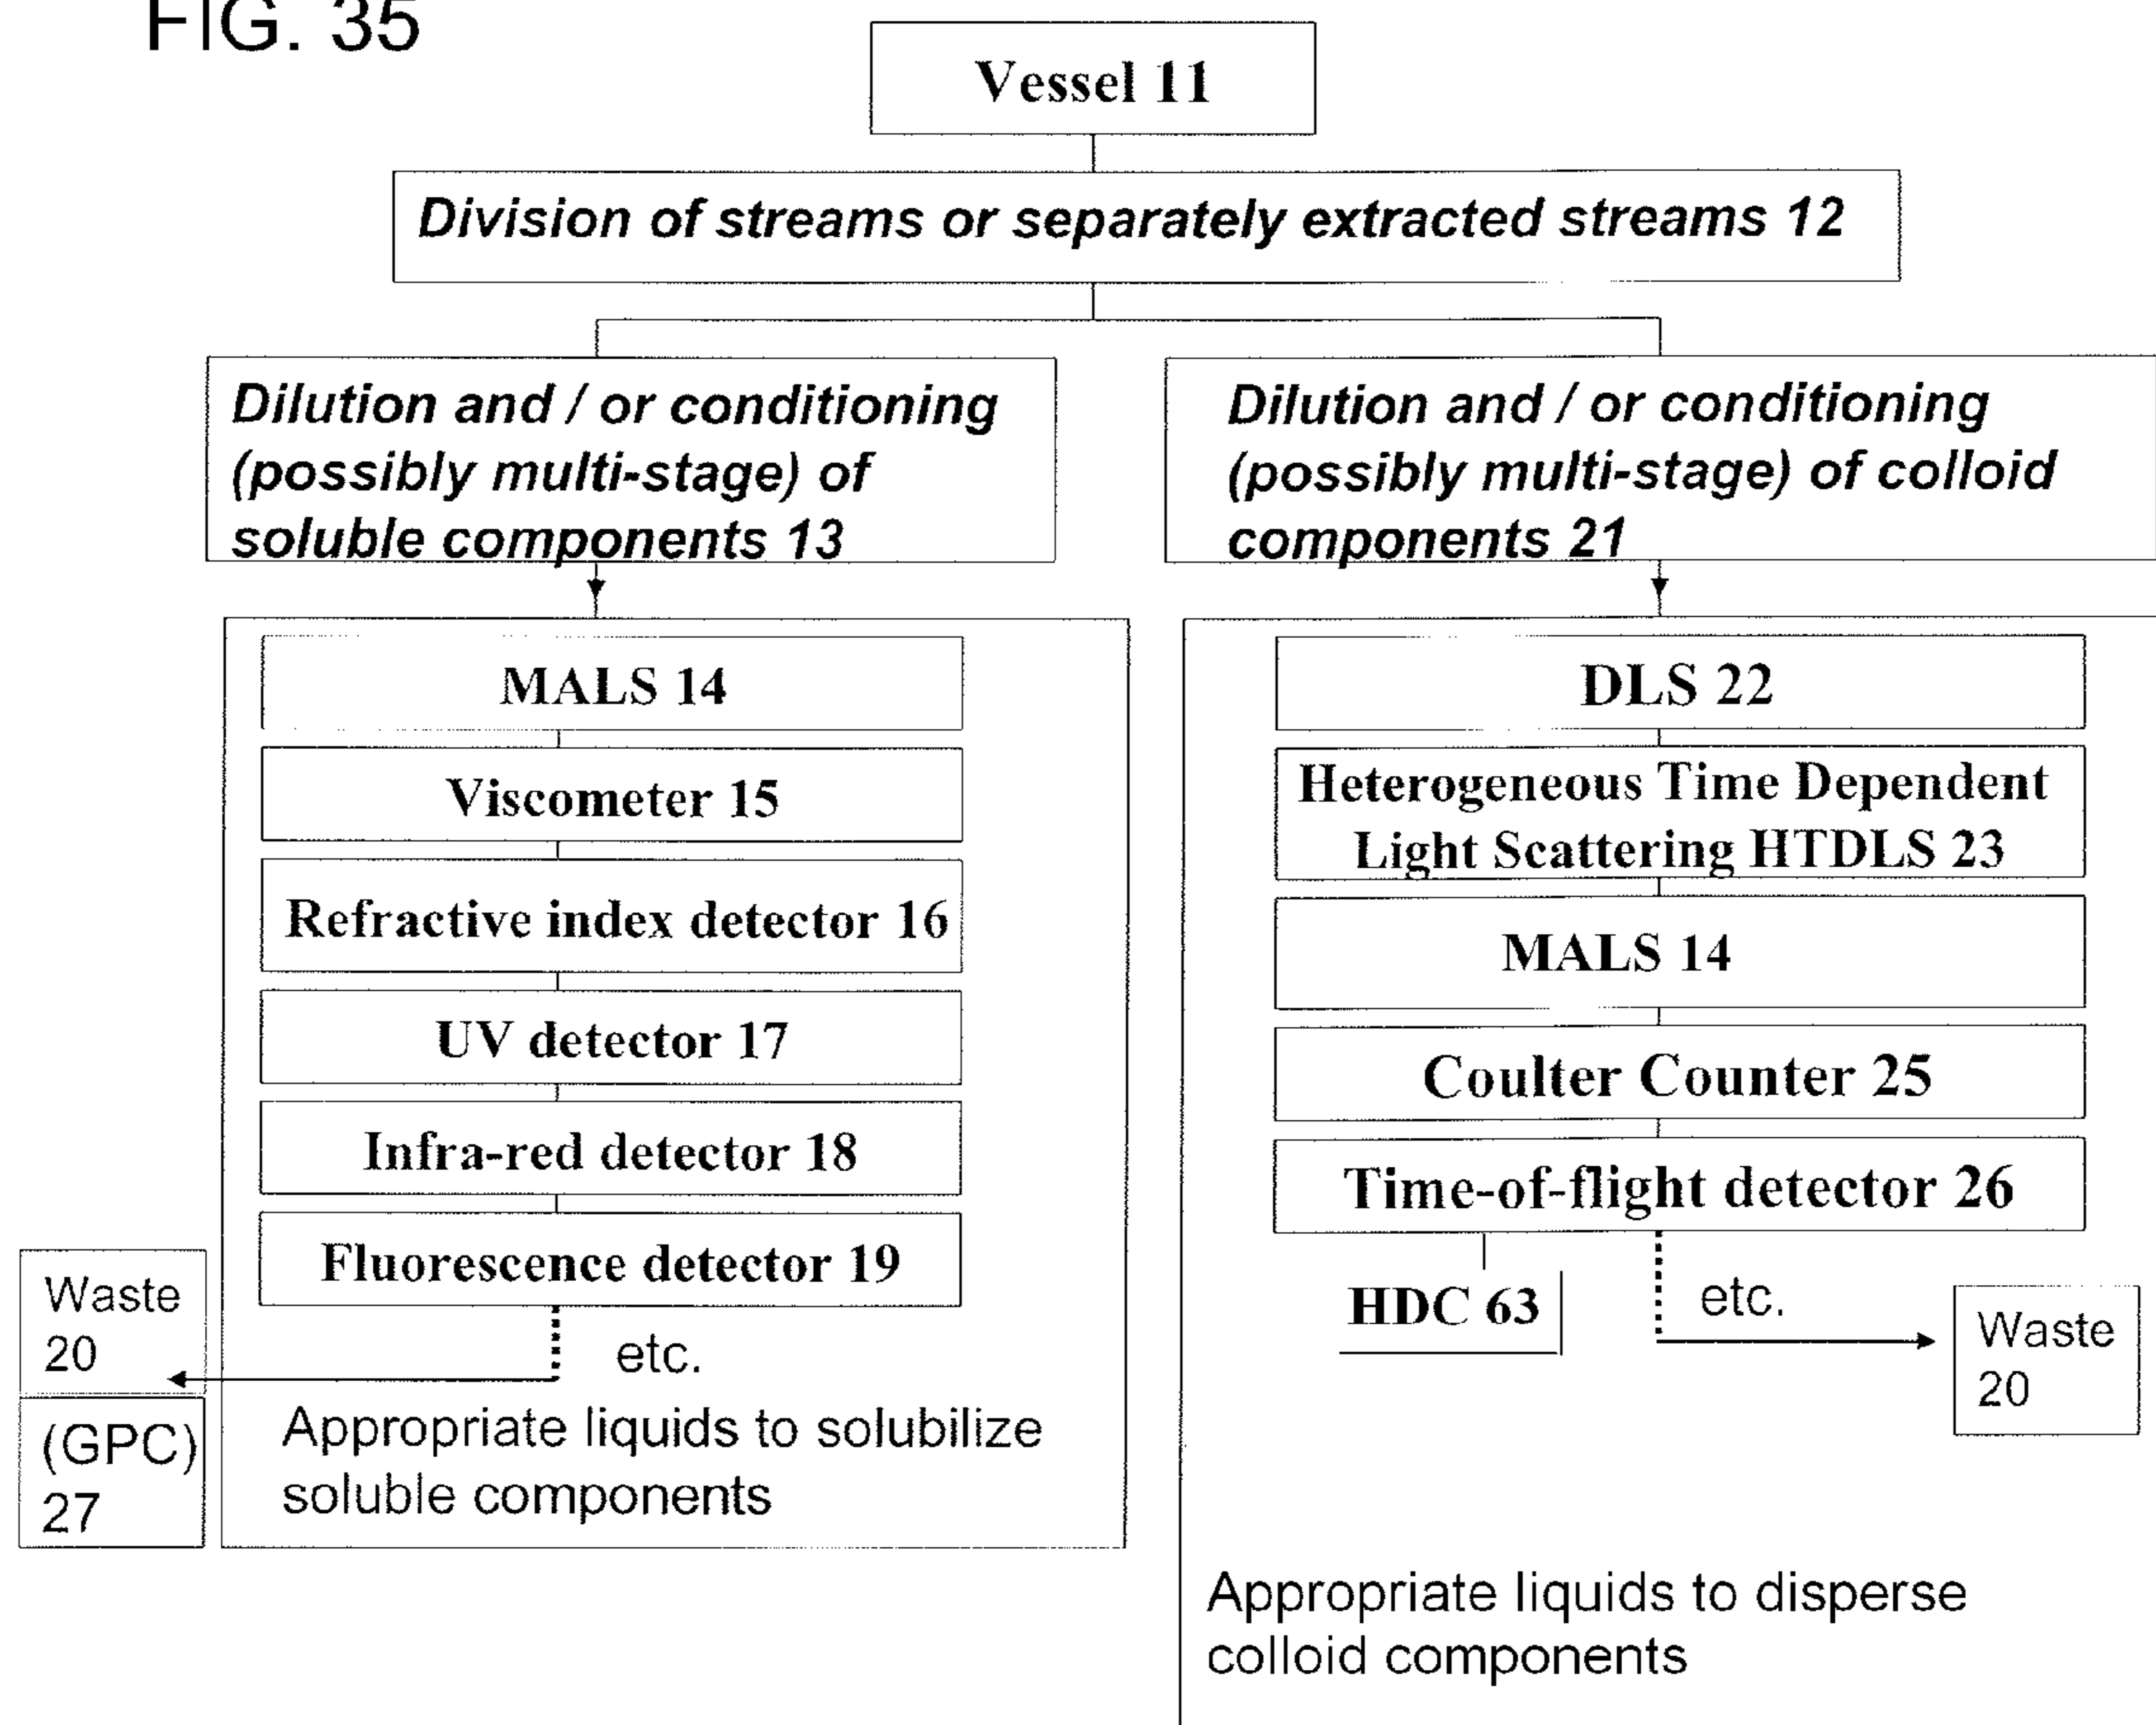 FIG. 35
Vessel 11
Division of streams or separately extracted streams 12
Dilution and / or conditioning
(possibly multi-stage) of
soluble components 13
MALS 14
Viscometer 15
Refractive index detector 16
UV detector 17
Infra-red detector 18
Fluorescence detector 19
etc.
Waste
20
(GPC)
27
Appropriate liquids to solubilize
soluble components
Dilution and / or conditioning
(possibly multi-stage) of colloid
components 21
DLS 22
Heterogeneous Time Dependent
Light Scattering HTDLS 23
MALS 14
Coulter Counter 25
Time-of-flight detector 26
HDC 63
etc.
Waste
20
Appropriate liquids to disperse
colloid components